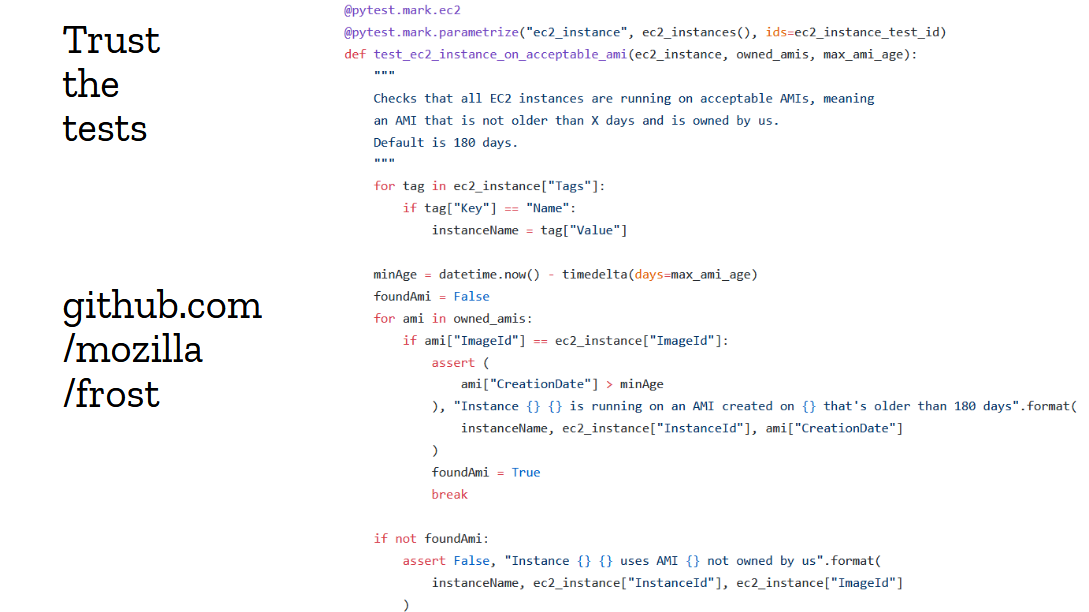 Trust
the
tests
github.com
/mozilla
/frost
@pytest.mark.ec2
@pytest.mark.parametrize("ec2_instance", ec2_instances(), ids=ec2_instance_test_id)
def test_ec2_instance_on_acceptable_ami(ec2_instance, owned_amis, max_ami_age):
    """
    Checks that all EC2 instances are running on acceptable AMIs, meaning
    an AMI that is not older than X days and is owned by us.
    Default is 180 days.
    """
    for tag in ec2_instance["Tags"]:
        if tag["Key"] == "Name":
            instanceName = tag["Value"]

    minAge = datetime.now() - timedelta(days=max_ami_age)
    foundAmi = False
    for ami in owned_amis:
        if ami["ImageId"] == ec2_instance["ImageId"]:
            assert (
                ami["CreationDate"] > minAge
            ), "Instance {} {} is running on an AMI created on {} that's older than 180 days".format(
                instanceName, ec2_instance["InstanceId"], ami["CreationDate"]
            )
            foundAmi = True
            break

    if not foundAmi:
        assert False, "Instance {} {} uses AMI {} not owned by us".format(
            instanceName, ec2_instance["InstanceId"], ec2_instance["ImageId"]
        )